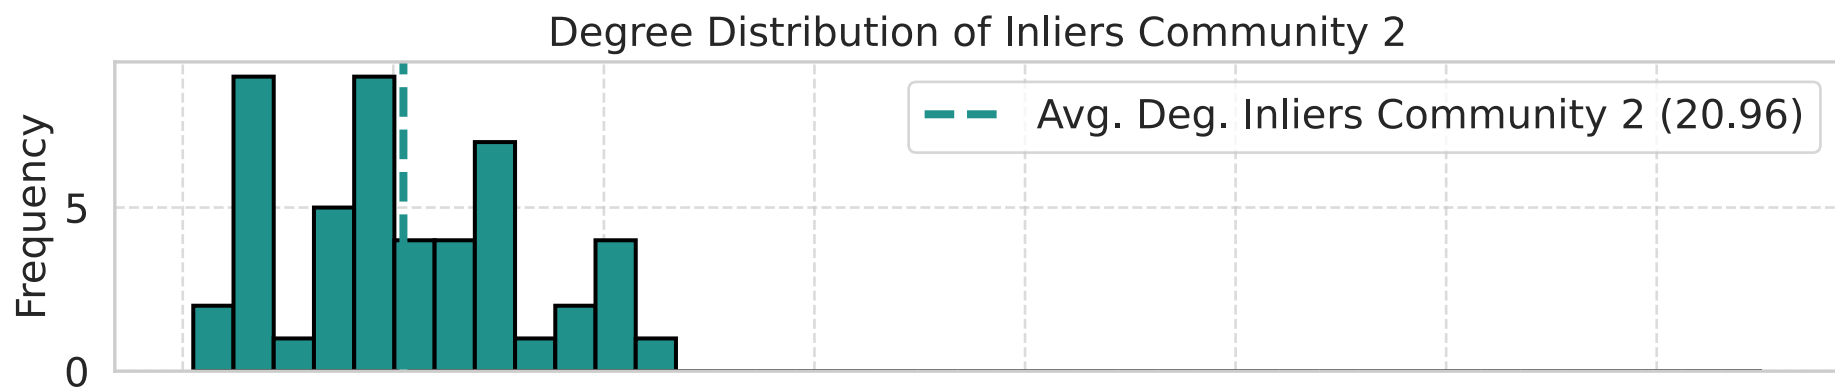 Degree Distribution of Inliers Community 2
Avg. Deg. Inliers Community 2 (20.96)
Frequency
5
0